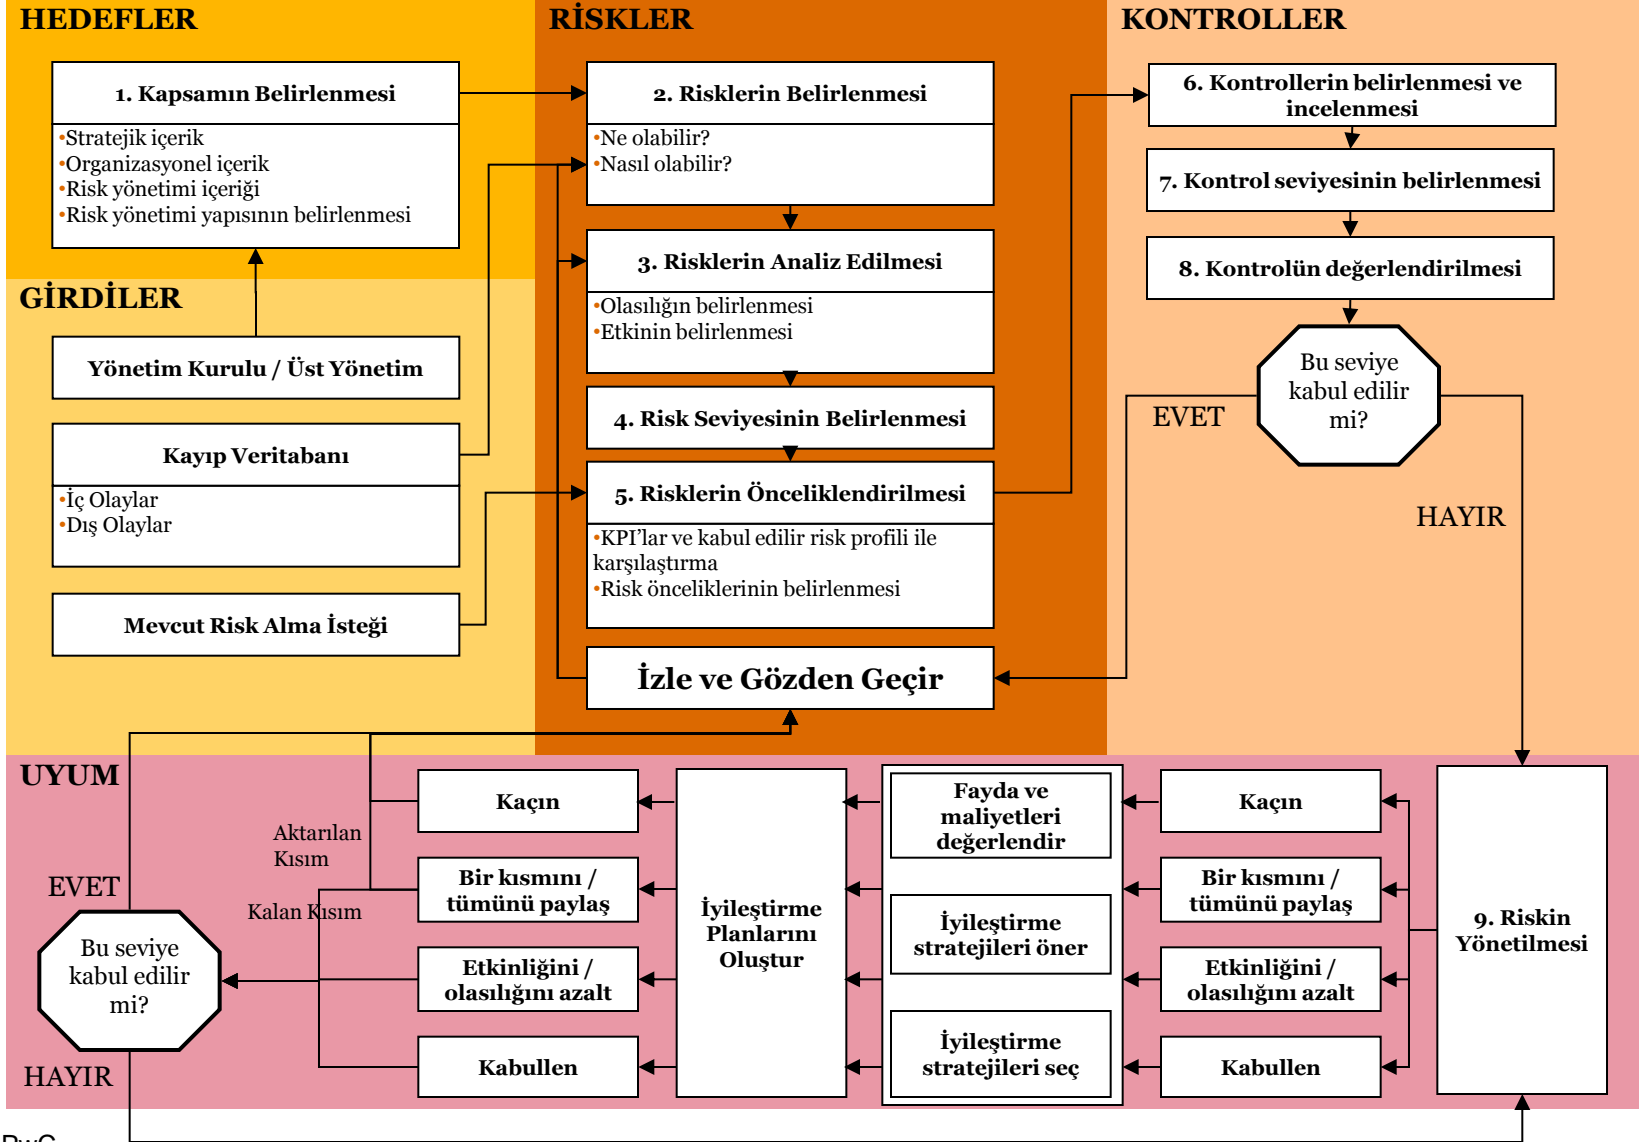 HEDEFLER
1. Kapsamın Belirlenmesi
•Stratejik içerik
•Organizasyonel içerik
•Risk yönetimi içeriği
•Risk yönetimi yapısının belirlenmesi
GİRDİLER
Yönetim Kurulu / Üst Yönetim
Kayıp Veritabanı
•İç Olaylar
•Dış Olaylar
Mevcut Risk Alma İsteği
RİSKLER
2. Risklerin Belirlenmesi
•Ne olabilir?
•Nasıl olabilir?
3. Risklerin Analiz Edilmesi
•Olasılığın belirlenmesi
•Etkinin belirlenmesi
4. Risk Seviyesinin Belirlenmesi
5. Risklerin Önceliklendirilmesi
•KPI’lar ve kabul edilir risk profili ile
karşılaştırma
•Risk önceliklerinin belirlenmesi
İzle ve Gözden Geçir
KONTROLLER
6. Kontrollerin belirlenmesi ve
incelenmesi
7. Kontrol seviyesinin belirlenmesi
8. Kontrolün değerlendirilmesi
Bu seviye
kabul edilir
mi?
EVET
HAYIR
UYUM
9. Riskin
Yönetilmesi
Kaçın
Bir kısmını /
tümünü paylaş
Etkinliğini /
olasılığını azalt
Kabullen
Fayda ve
maliyetleri
değerlendir
İyileştirme
stratejileri öner
İyileştirme
stratejileri seç
İyileştirme
Planlarını
Oluştur
Kaçın
Bir kısmını /
tümünü paylaş
Etkinliğini /
olasılığını azalt
Kabullen
Aktarılan
Kısım
Kalan Kısım
EVET
Bu seviye
kabul edilir
mi?
HAYIR
PwC